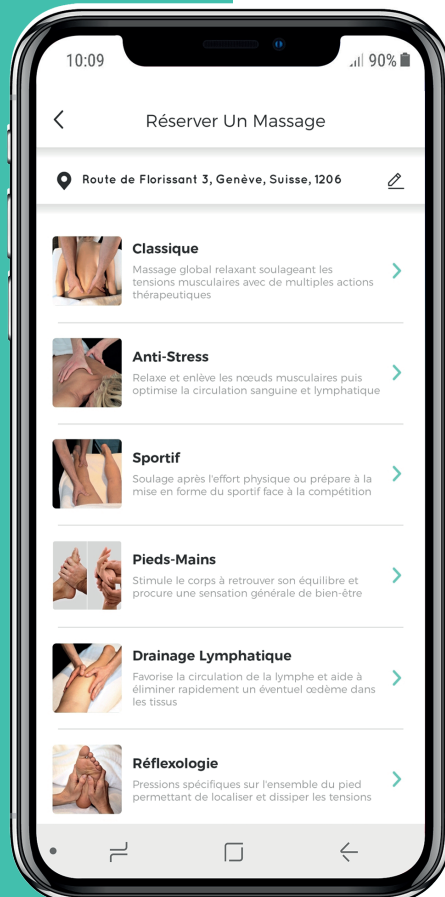 10:09
90%
Réserver Un Massage
Route de Florissant 3, Genève, Suisse, 1206
Classique
Massage global relaxant soulageant les
tensions musculaires avec de multiples actions
thérapeutiques
Anti-Stress
Relaxe et enlève les nœuds musculaires puis
optimise la circulation sanguine et lymphatique
Sportif
Soulage après l'effort physique ou prépare à la
mise en forme du sportif face à la compétition
Pieds-Mains
Stimule le corps à retrouver son équilibre et
procure une sensation générale de bien-être
Drainage Lymphatique
Favorise la circulation de la lymphe et aide à
éliminer rapidement un éventuel œdème dans
les tissus
Réflexologie
Pressions spécifiques sur l'ensemble du pied
permettant de localiser et dissiper les tensions